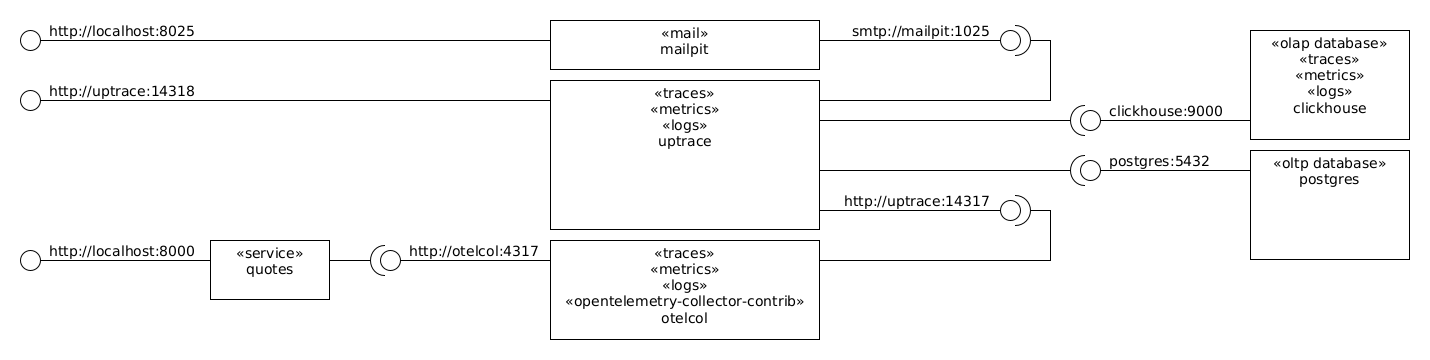 http://localhost:8025
«mail»
mailpit
smtp://mailpit:1025
«olap database»
«traces»
«metrics»
«logs»
clickhouse
http://uptrace:14318
«traces»
«metrics»
«logs»
uptrace
clickhouse:9000
postgres:5432
«oltp database»
postgres
http://uptrace:14317
http://localhost:8000
«service»
quotes
http://otelcol:4317
«traces»
«metrics»
«logs»
«opentelemetry-collector-contrib»
otelcol